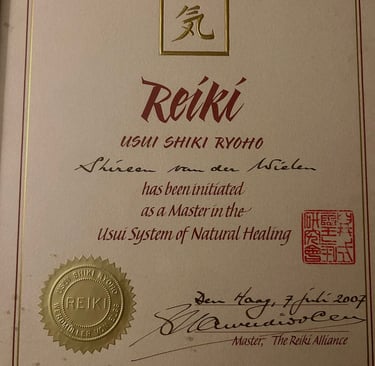 気
Reiki
USUI SHIKI RYOHO
Shireen van der Wielen
has been initiated
as a Master in the
Usui System of Natural Healing
Den Haag, 7 juli 2007
REIKI
Master, The Reiki Alliance